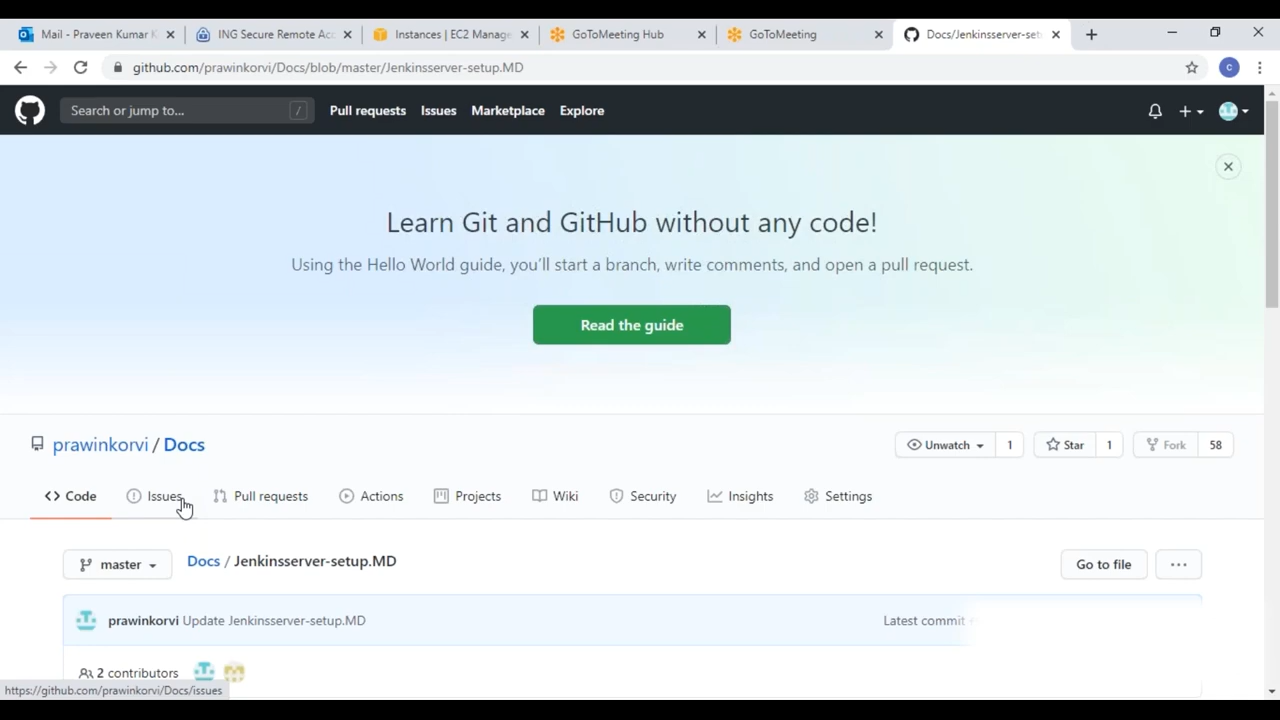 Mail - Praveen Kumar K
ING Secure Remote Acc
Instances | EC2 Manage
GoToMeeting Hub
GoToMeeting
Docs/Jenkinsserver-set
github.com/prawinkorvi/Docs/blob/master/Jenkinsserver-setup.MD
C
Search or jump to... /
Pull requests Issues Marketplace Explore
Learn Git and GitHub without any code!
Using the Hello World guide, you'll start a branch, write comments, and open a pull request.
Read the guide
prawinkorvi / Docs
Unwatch 1 Star 1 Fork 58
Code Issues Pull requests Actions Projects Wiki Security Insights Settings
master Docs / Jenkinsserver-setup.MD Go to file ...
prawinkorvi Update Jenkinsserver-setup.MD Latest commit
2 contributors
https://github.com/prawinkorvi/Docs/issues